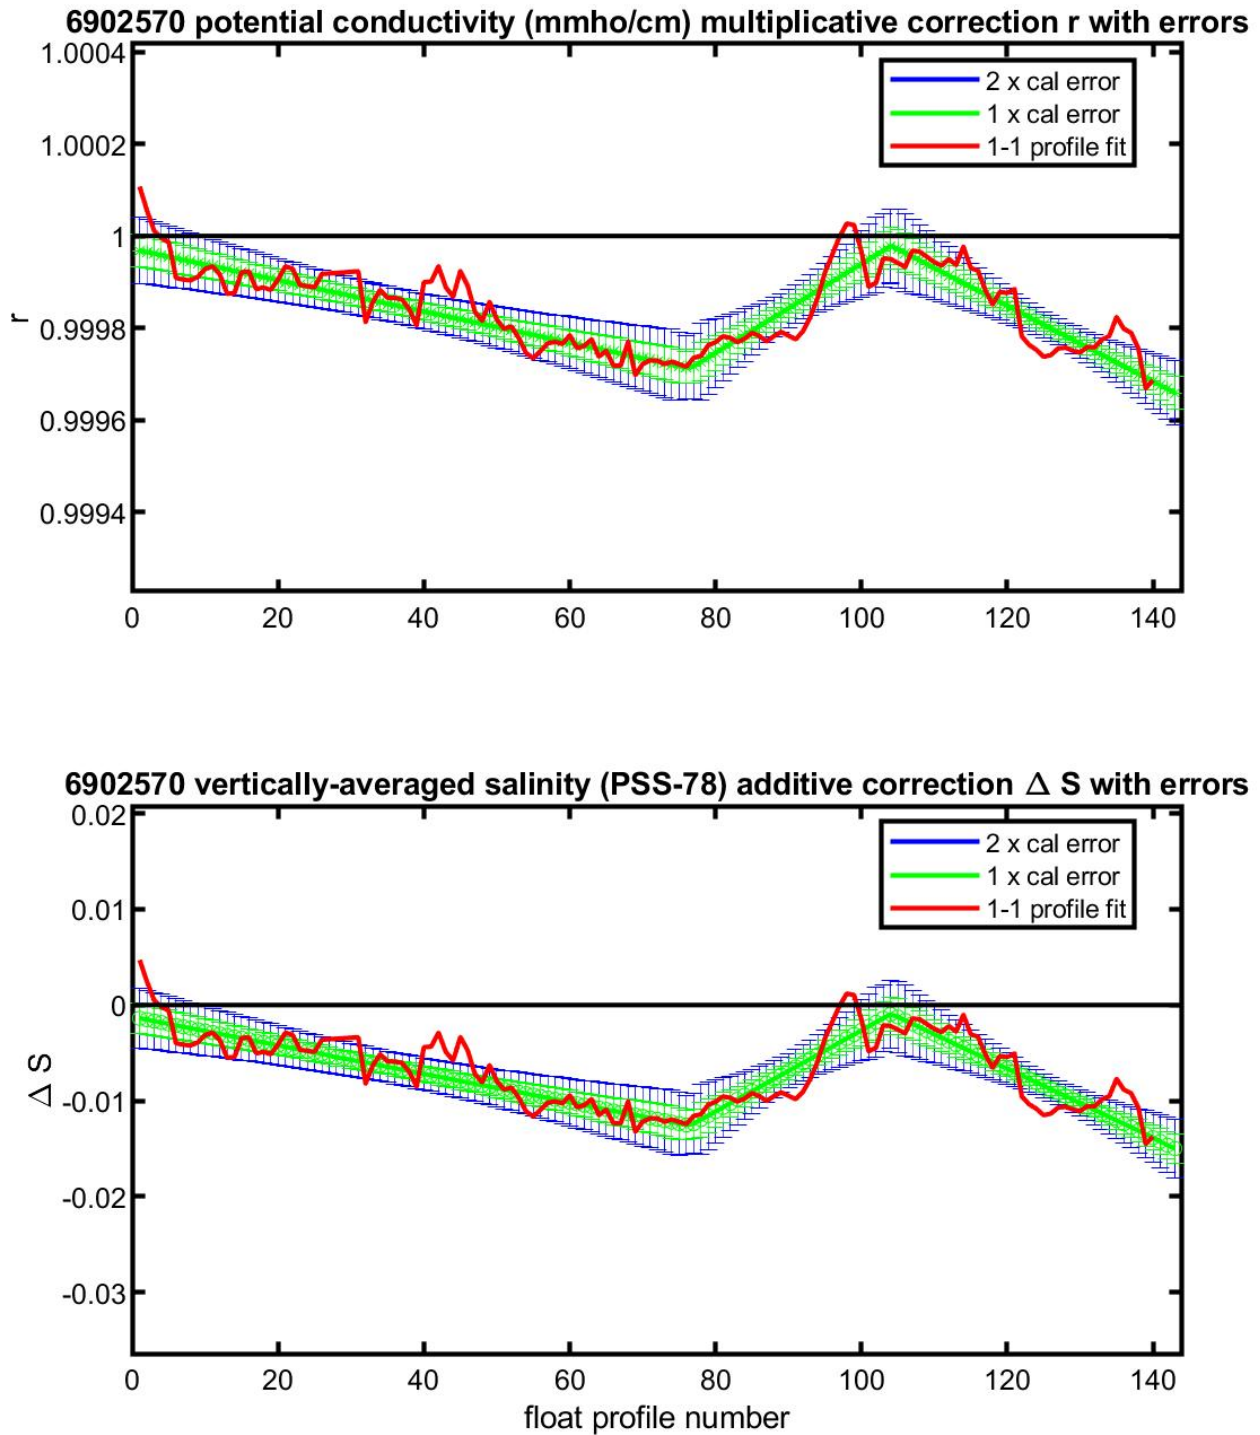 6902570 potential conductivity (mmho/cm) multiplicative correction r with errors
1.0004
1.0002
1
0.9998
0.9996
0.9994
r
2 x cal error
1 x cal error
1-1 profile fit
0 20 40 60 80 100 120 140
6902570 vertically-averaged salinity (PSS-78) additive correction Δ S with errors
0.02
0.01
0
-0.01
-0.02
-0.03
Δ S
2 x cal error
1 x cal error
1-1 profile fit
0 20 40 60 80 100 120 140
float profile number